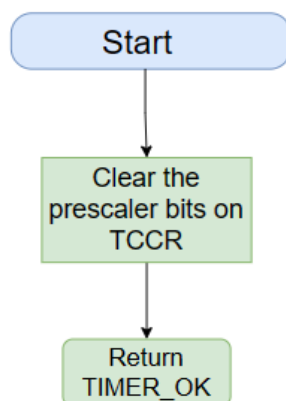 Start
Clear the
prescaler bits on
TCCR
Return
TIMER_OK